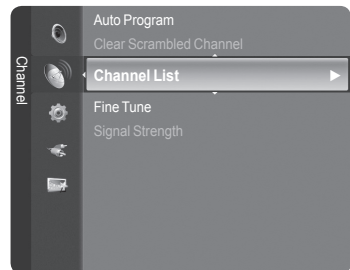 Channel
Auto Program
Clear Scrambled Channel
Channel List
Fine Tune
Signal Strength